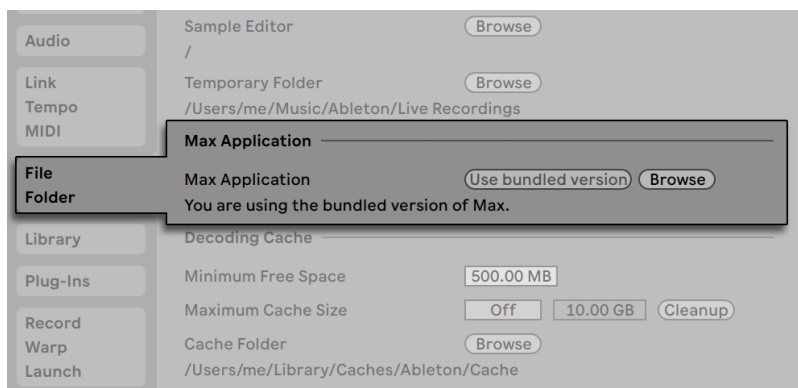 Audio
Link
Tempo
MIDI
File
Folder
Library
Plug-Ins
Record
Warp
Launch
Sample Editor Browse
/
Temporary Folder Browse
/Users/me/Music/Ableton/Live Recordings
Max Application
Max Application Use bundled version Browse
You are using the bundled version of Max.
Decoding Cache
Minimum Free Space 500.00 MB
Maximum Cache Size Off 10.00 GB Cleanup
Cache Folder Browse
/Users/me/Library/Caches/Ableton/Cache